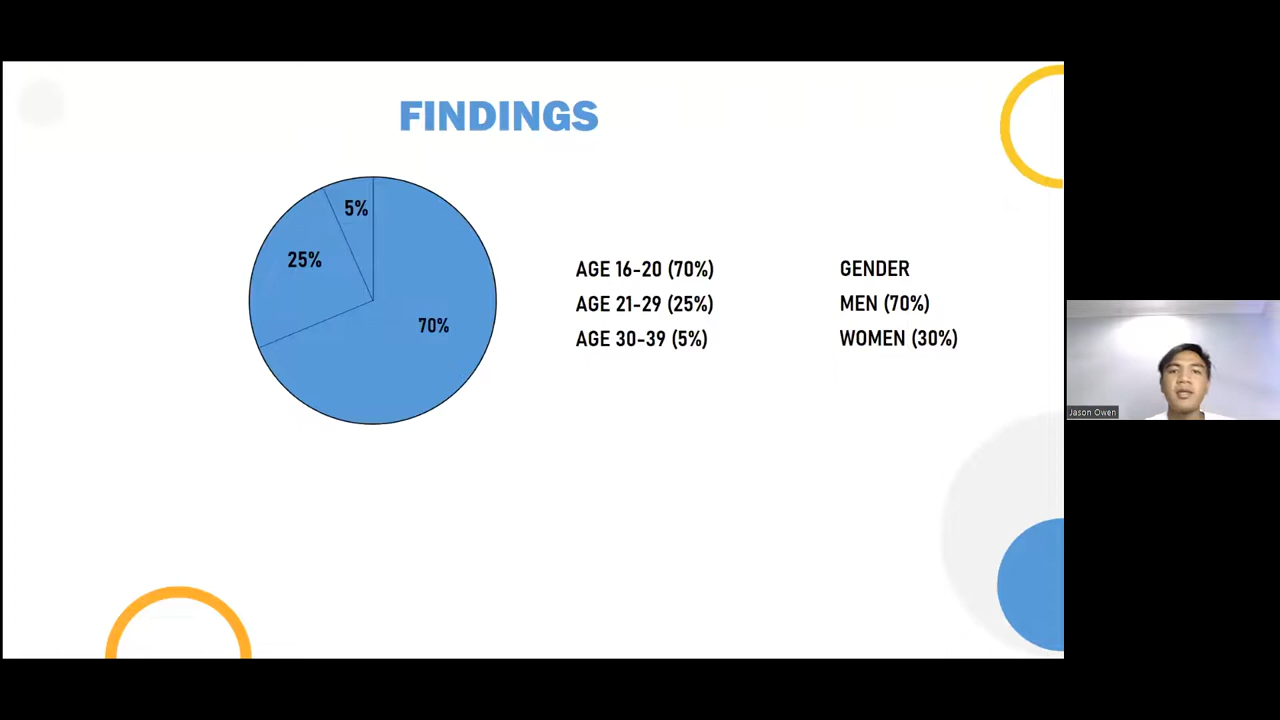 FINDINGS
5%
25%
70%
AGE 16-20 (70%)
AGE 21-29 (25%)
AGE 30-39 (5%)
GENDER
MEN (70%)
WOMEN (30%)
Jason Owen